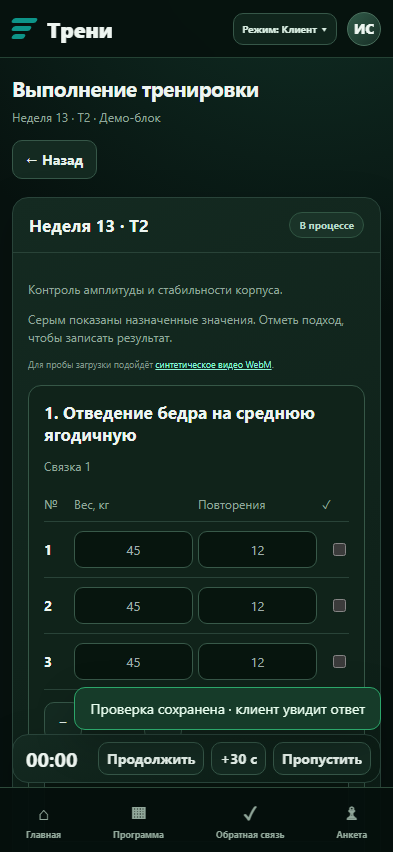 Трени
Режим: Клиент ▾
ИС
Выполнение тренировки
Неделя 13 · Т2 · Демо-блок
← Назад
Неделя 13 · Т2
В процессе
Контроль амплитуды и стабильности корпуса.
Серым показаны назначенные значения. Отметь подход,
чтобы записать результат.
Для пробы загрузки подойдёт синтетическое видео WebM.
1. Отведение бедра на среднюю
ягодичную
Связка 1
№ Вес, кг Повторения ✓
1 45 12
2 45 12
3 45 12
−
Проверка сохранена · клиент увидит ответ
00:00 Продолжить +30 с Пропустить
Главная Программа Обратная связь Анкета